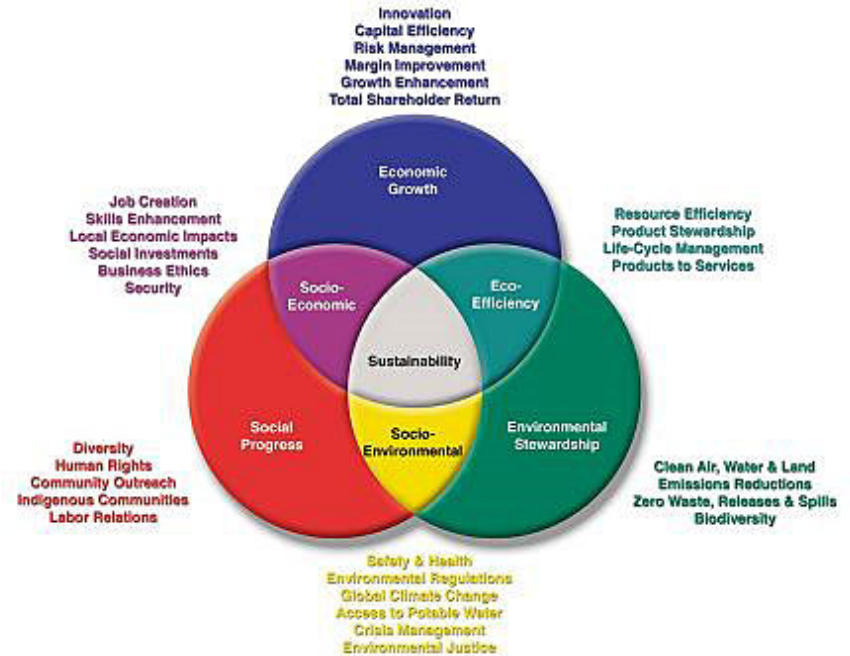 Innovation
Capital Efficiency
Risk Management
Margin Improvement
Growth Enhancement
Total Shareholder Return
Economic
Growth
Job Creation
Skills Enhancement
Local Economic Impacts
Social Investments
Business Ethics
Security
Resource Efficiency
Product Stewardship
Life-Cycle Management
Products to Services
Socio-
Economic
Eco-
Efficiency
Sustainability
Social
Progress
Socio-
Environmental
Environmental
Stewardship
Diversity
Human Rights
Community Outreach
Indigenous Communities
Labor Relations
Clean Air, Water & Land
Emissions Reductions
Zero Waste, Releases & Spills
Biodiversity
Safety & Health
Environmental Regulations
Global Climate Change
Access to Potable Water
Crisis Management
Environmental Justice